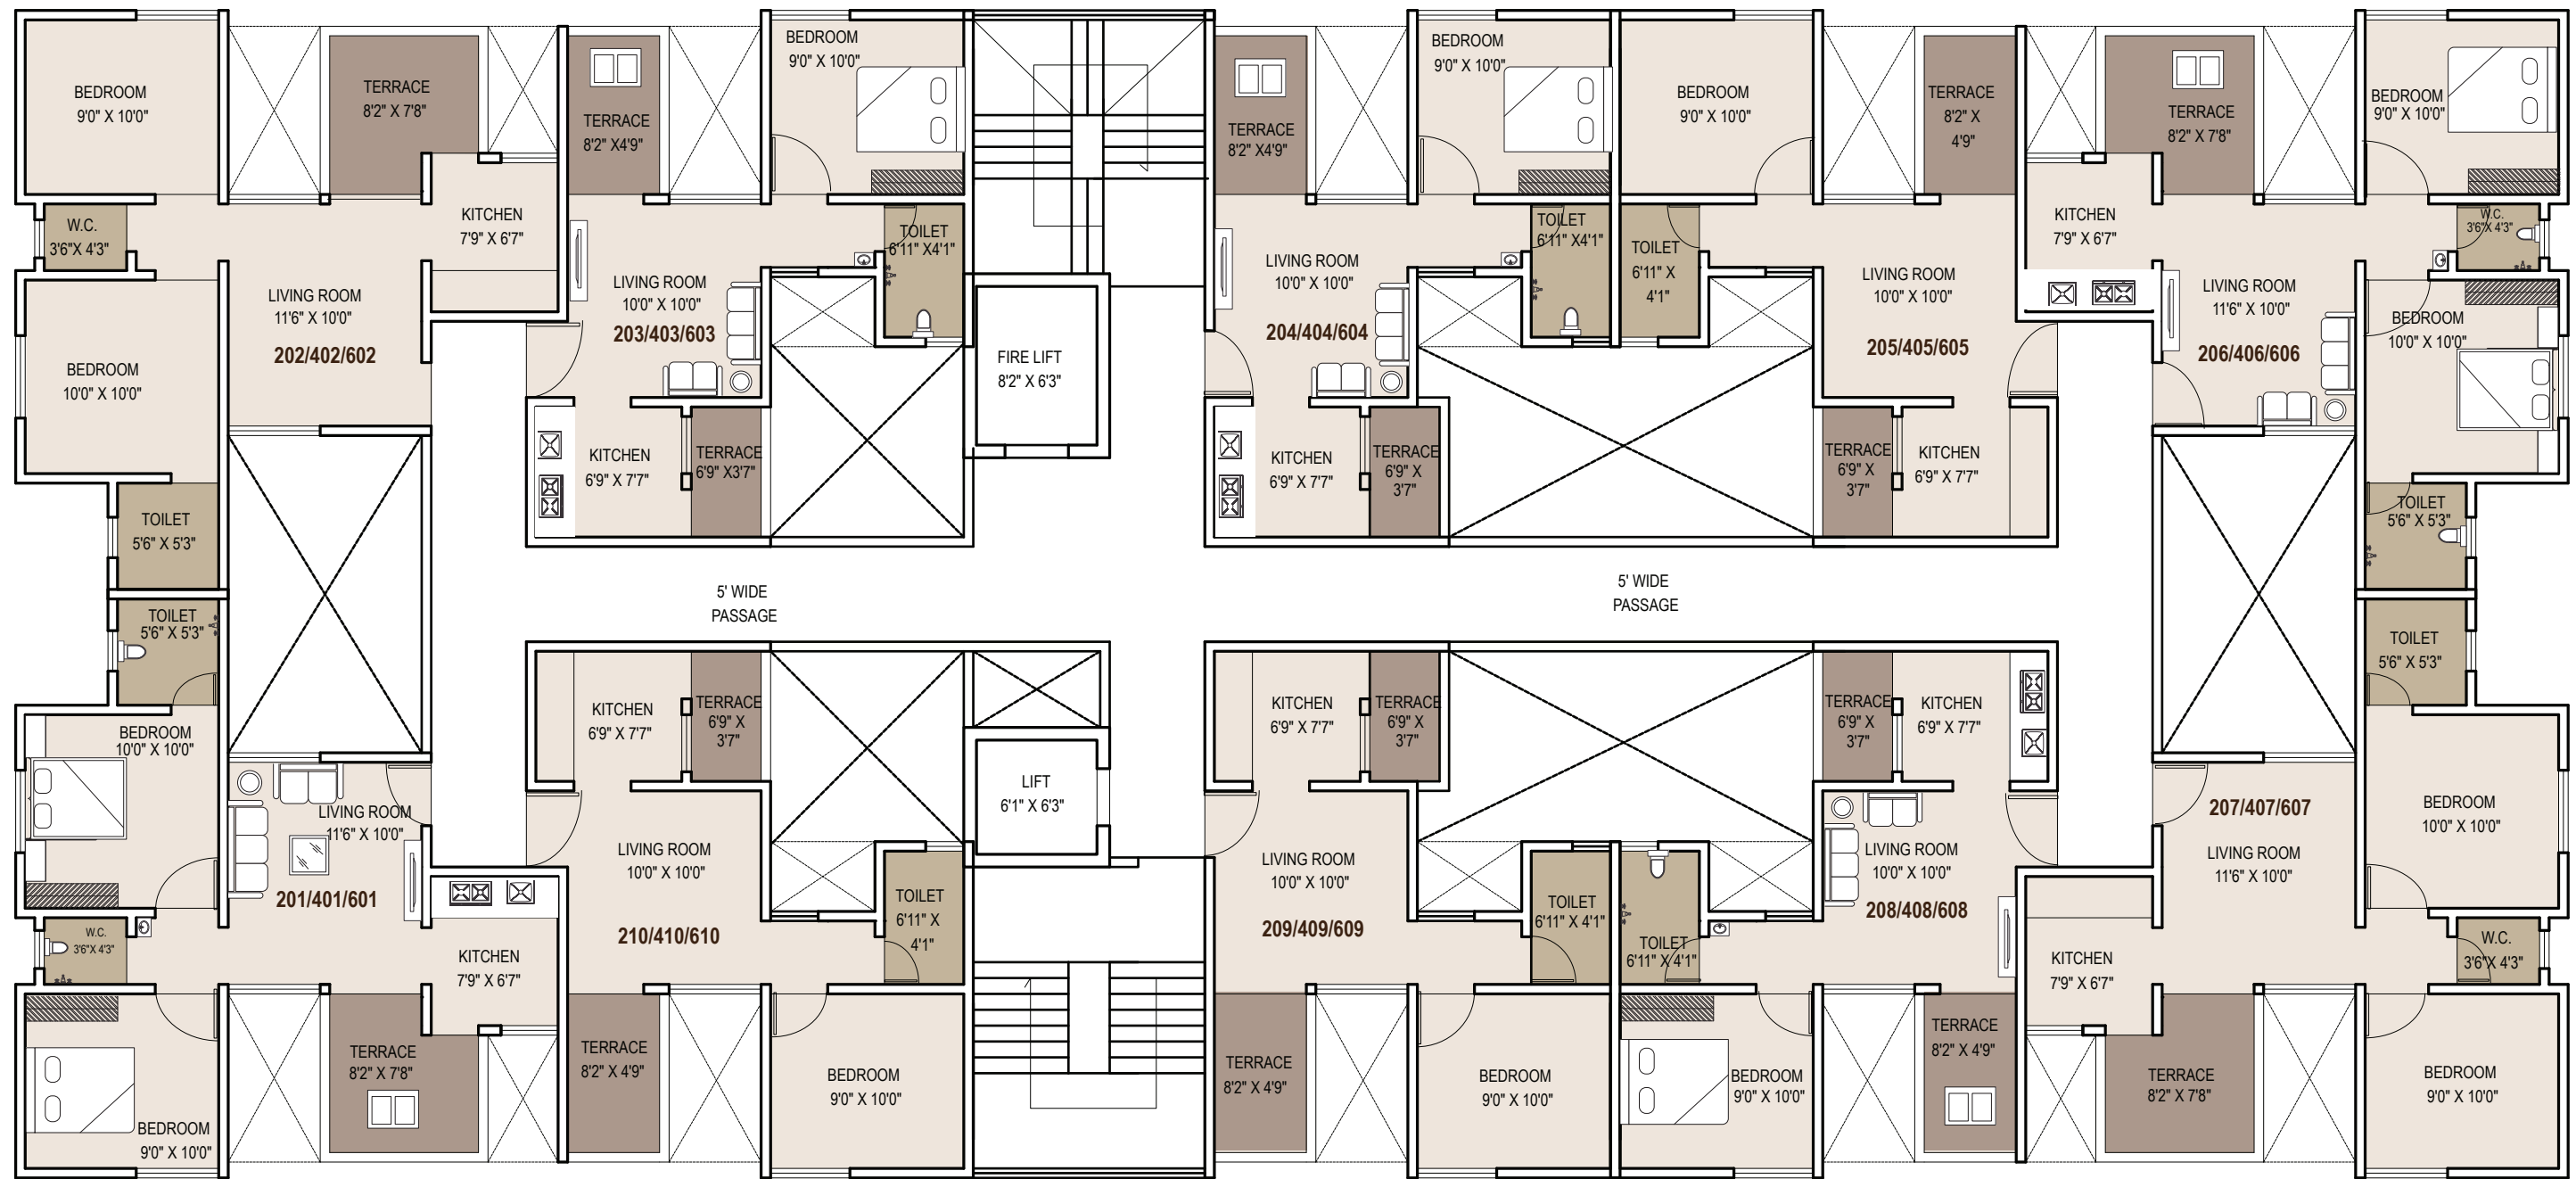 BEDROOM
9'0" X 10'0"
TERRACE
8'2" X 7'8"
W.C.
3'6"X 4'3"
KITCHEN
7'9" X 6'7"
LIVING ROOM
11'6" X 10'0"
202/402/602
BEDROOM
10'0" X 10'0"
TOILET
5'6" X 5'3"
TERRACE
8'2" X4'9"
BEDROOM
9'0" X 10'0"
TOILET
6'11" X4'1"
LIVING ROOM
10'0" X 10'0"
203/403/603
KITCHEN
6'9" X 7'7"
TERRACE
6'9" X3'7"
FIRE LIFT
8'2" X 6'3"
TERRACE
8'2" X4'9"
BEDROOM
9'0" X 10'0"
TOILET
6'11" X4'1"
LIVING ROOM
10'0" X 10'0"
204/404/604
KITCHEN
6'9" X 7'7"
TERRACE
6'9" X
3'7"
BEDROOM
9'0" X 10'0"
TERRACE
8'2" X
4'9"
TOILET
6'11" X
4'1"
LIVING ROOM
10'0" X 10'0"
205/405/605
TERRACE
6'9" X
3'7"
KITCHEN
6'9" X 7'7"
TERRACE
8'2" X 7'8"
BEDROOM
9'0" X 10'0"
KITCHEN
7'9" X 6'7"
W.C.
3'6"X 4'3"
LIVING ROOM
11'6" X 10'0"
206/406/606
BEDROOM
10'0" X 10'0"
TOILET
5'6" X 5'3"
5' WIDE
PASSAGE
5' WIDE
PASSAGE
TOILET
5'6" X 5'3"
BEDROOM
10'0" X 10'0"
LIVING ROOM
11'6" X 10'0"
201/401/601
W.C.
3'6"X 4'3"
KITCHEN
7'9" X 6'7"
TERRACE
8'2" X 7'8"
BEDROOM
9'0" X 10'0"
KITCHEN
6'9" X 7'7"
TERRACE
6'9" X
3'7"
LIVING ROOM
10'0" X 10'0"
210/410/610
TOILET
6'11" X
4'1"
TERRACE
8'2" X 4'9"
BEDROOM
9'0" X 10'0"
LIFT
6'1" X 6'3"
KITCHEN
6'9" X 7'7"
TERRACE
6'9" X
3'7"
LIVING ROOM
10'0" X 10'0"
209/409/609
TOILET
6'11" X 4'1"
TERRACE
8'2" X 4'9"
BEDROOM
9'0" X 10'0"
TERRACE
6'9" X
3'7"
KITCHEN
6'9" X 7'7"
LIVING ROOM
10'0" X 10'0"
208/408/608
TOILET
6'11" X 4'1"
BEDROOM
9'0" X 10'0"
TERRACE
8'2" X 4'9"
TOILET
5'6" X 5'3"
207/407/607
LIVING ROOM
11'6" X 10'0"
BEDROOM
10'0" X 10'0"
KITCHEN
7'9" X 6'7"
W.C.
3'6"X 4'3"
TERRACE
8'2" X 7'8"
BEDROOM
9'0" X 10'0"